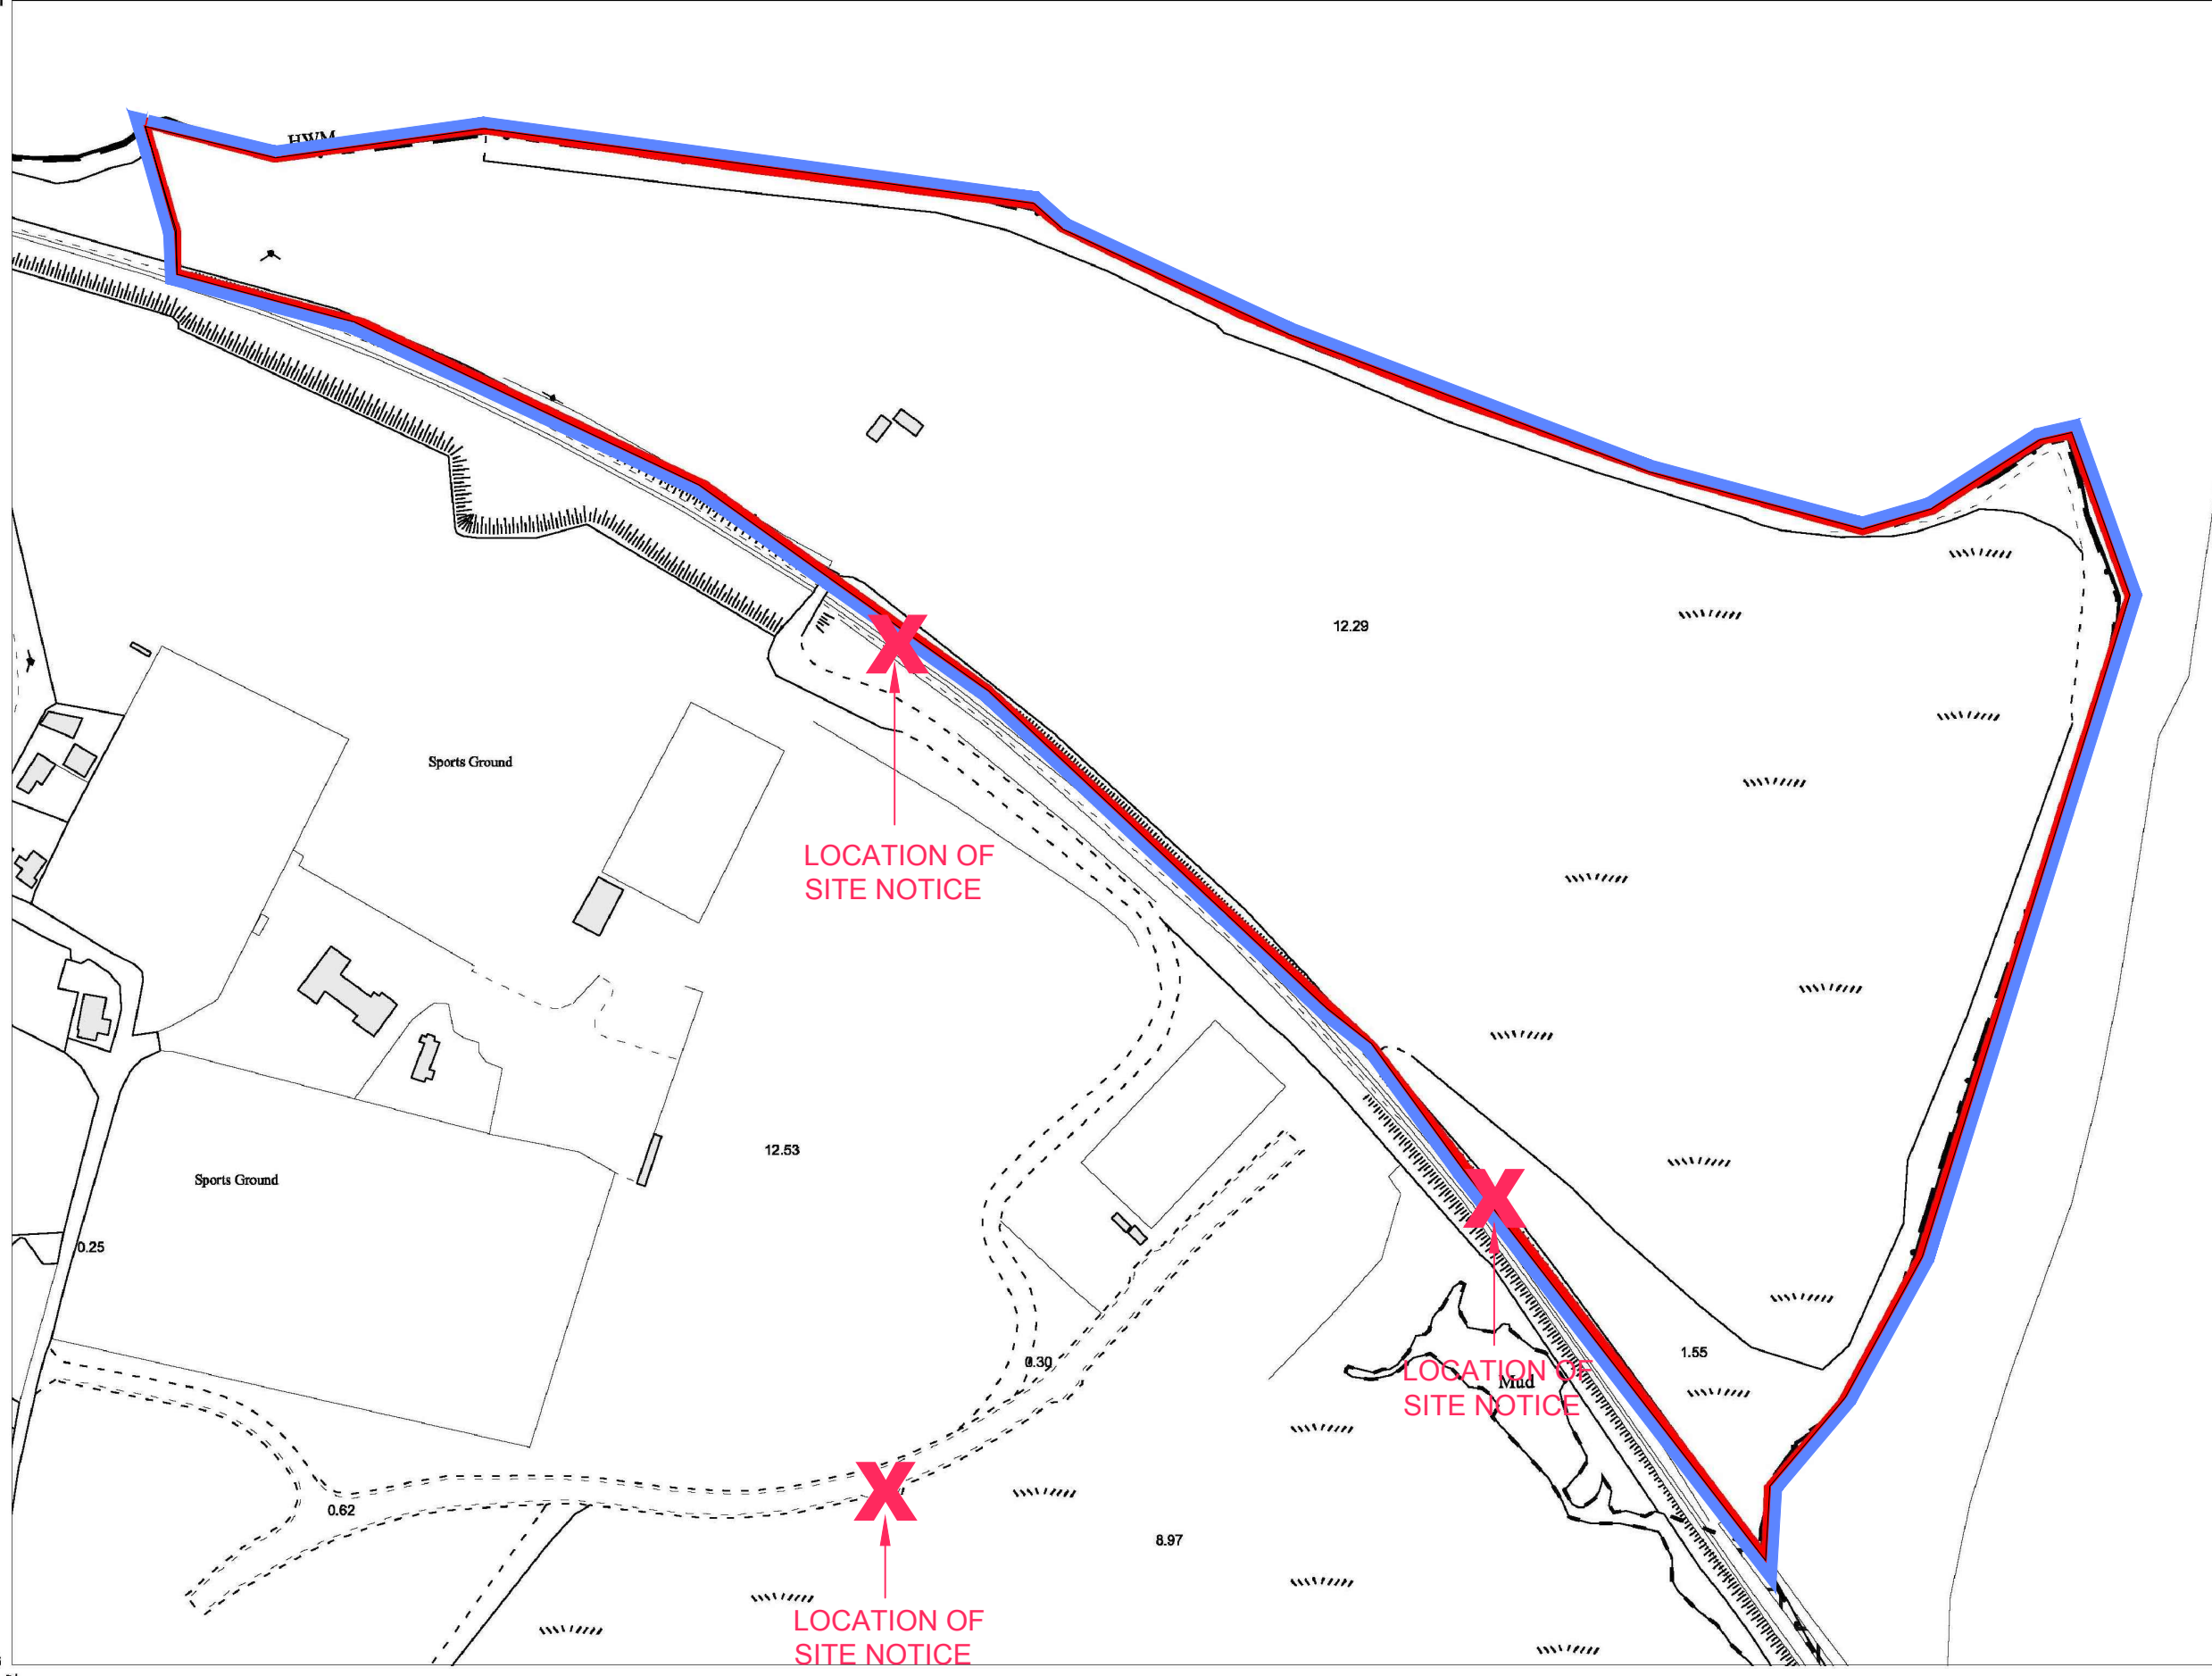 HWM
12.29
Sports Ground
LOCATION OF
SITE NOTICE
12.53
Sports Ground
0.25
1.55
0.30
LOCATION OF
Mud
SITE NOTICE
0.62
8.97
LOCATION OF
SITE NOTICE